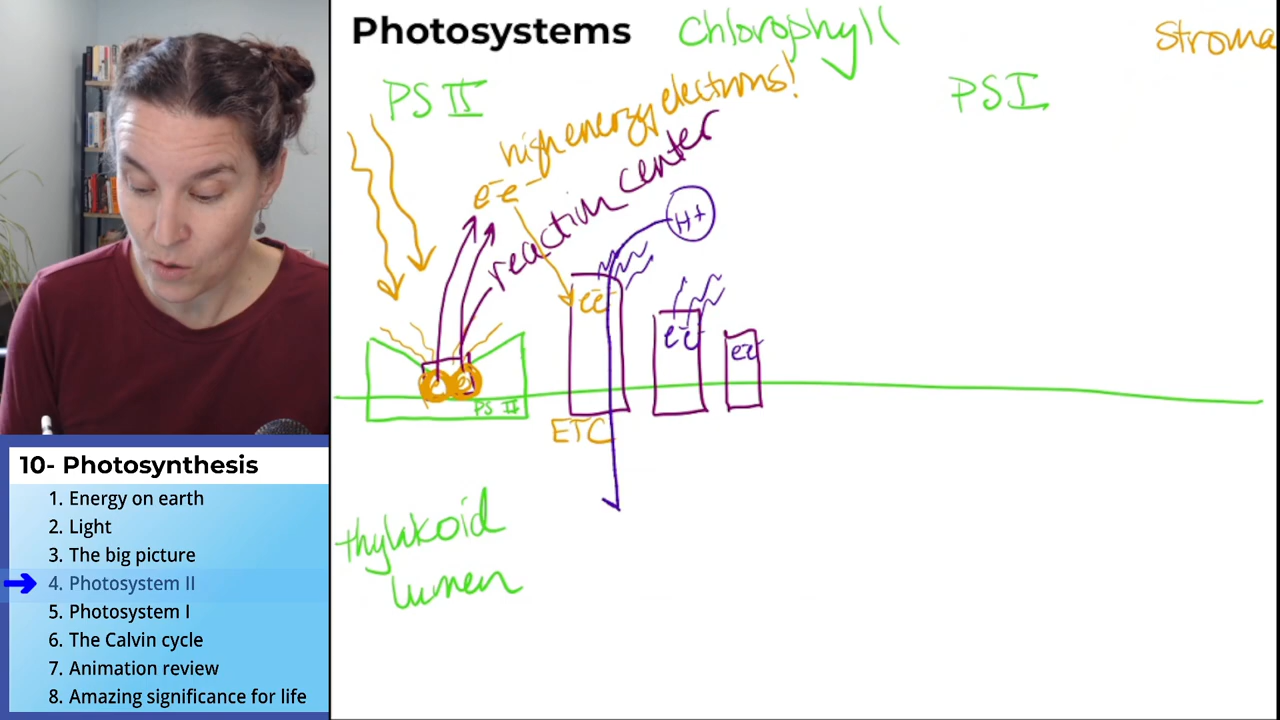 Photosystems
Chlorophyll
Stroma
PS II
high energy electrons!
PS I
e- e-
reaction center
H+
e e
e- e-
e e
e
PS II
ETC
thylakoid
lumen
10- Photosynthesis
1. Energy on earth
2. Light
3. The big picture
4. Photosystem II
5. Photosystem I
6. The Calvin cycle
7. Animation review
8. Amazing significance for life